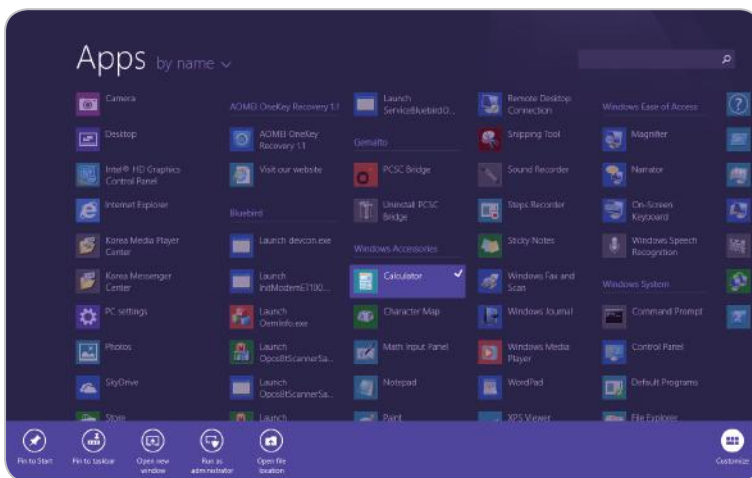 Apps by name
Camera
Desktop
Intel® HD Graphics
Control Panel
Internet Explorer
Korea Media Player
Center
Korea Messenger
Center
PC settings
Photos
SkyDrive
Store
AOMEI OneKey Recovery 1.1
AOMEI OneKey
Recovery 1.1
Visit our website
Bluebird
Launch devcon.exe
Launch
InitModemET100...
Launch
OemInfo.exe
Launch
OposBtScannerSa...
Launch
OposBtScannerSa...
Launch
Launch
ServiceBluebirdO...
Gemalto
PCSC Bridge
Uninstall PCSC
Bridge
Windows Accessories
Calculator
Character Map
Math Input Panel
Notepad
Paint
Remote Desktop
Connection
Snipping Tool
Sound Recorder
Steps Recorder
Sticky Notes
Windows Fax and
Scan
Windows Journal
Windows Media
Player
WordPad
XPS Viewer
Windows Ease of Access
Magnifier
Narrator
On-Screen
Keyboard
Windows Speech
Recognition
Windows System
Command Prompt
Control Panel
Default Programs
File Explorer
Pin to Start
Pin to taskbar
Open new
window
Run as
administrator
Open file
location
Customize